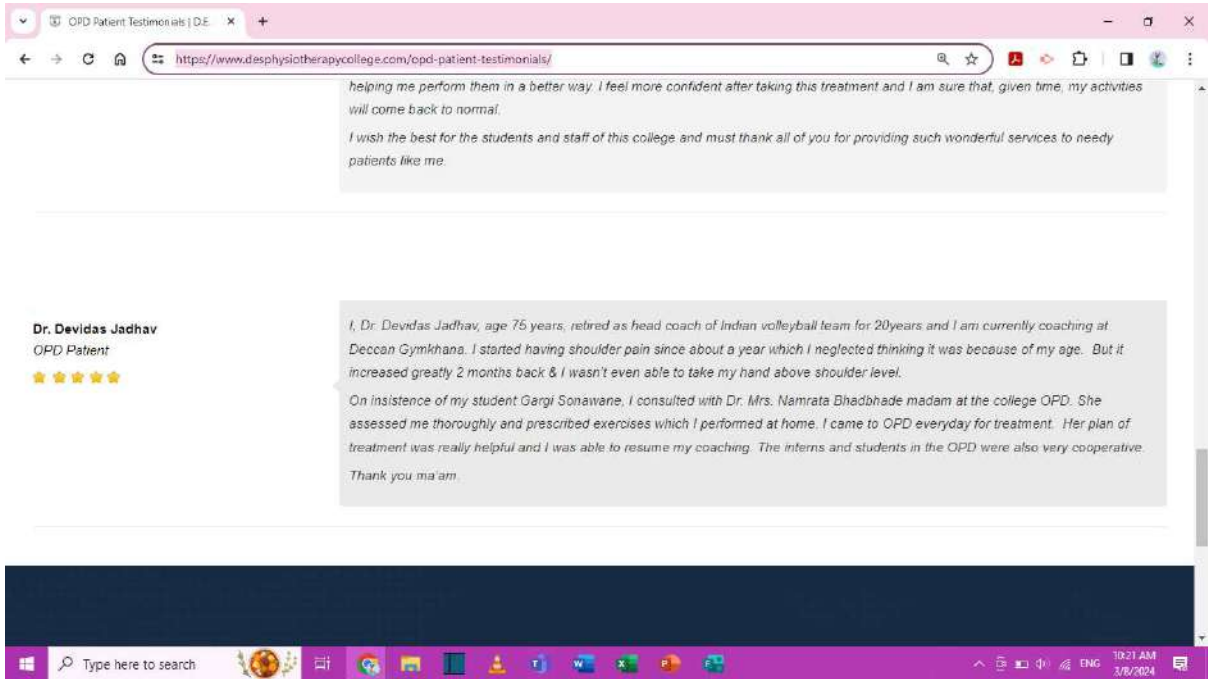 OPD Patient Testimonials | D.E.
https://www.desphysiotherapycollege.com/opd-patient-testimonials/
helping me perform them in a better way. I feel more confident after taking this treatment and I am sure that, given time, my activities
will come back to normal.
I wish the best for the students and staff of this college and must thank all of you for providing such wonderful services to needy
patients like me.
Dr. Devidas Jadhav
OPD Patient
I, Dr. Devidas Jadhav, age 75 years, retired as head coach of Indian volleyball team for 20years and I am currently coaching at
Deccan Gymkhana. I started having shoulder pain since about a year which I neglected thinking it was because of my age. But it
increased greatly 2 months back & I wasn't even able to take my hand above shoulder level.
On insistence of my student Gargi Sonawane, I consulted with Dr. Mrs. Namrata Bhadbhade madam at the college OPD. She
assessed me thoroughly and prescribed exercises which I performed at home. I came to OPD everyday for treatment. Her plan of
treatment was really helpful and I was able to resume my coaching. The interns and students in the OPD were also very cooperative.
Thank you ma'am.
Type here to search
ENG
10:21 AM
3/8/2024